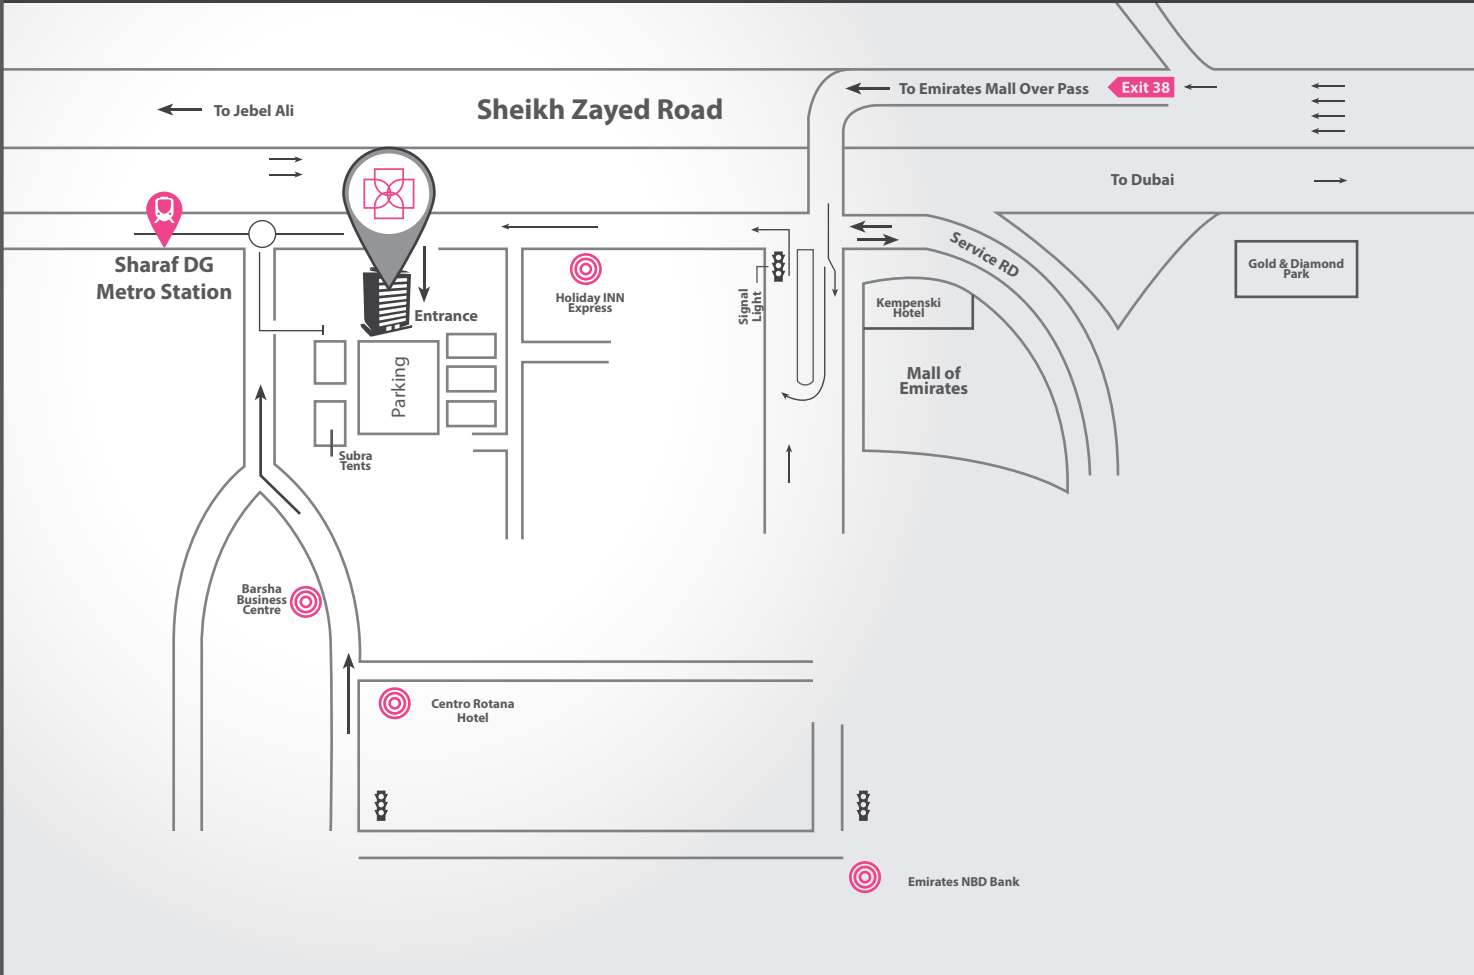 To Emirates Mall Over Pass
Exit 38
To Jebel Ali
Sheikh Zayed Road
To Dubai
Service RD
Sharaf DG
Metro Station
Gold & Diamond
Park
Holiday INN
Express
Signal
Light
Kempenski
Hotel
Entrance
Parking
Mall of
Emirates
Subra
Tents
Barsha
Business
Centre
Centro Rotana
Hotel
Emirates NBD Bank